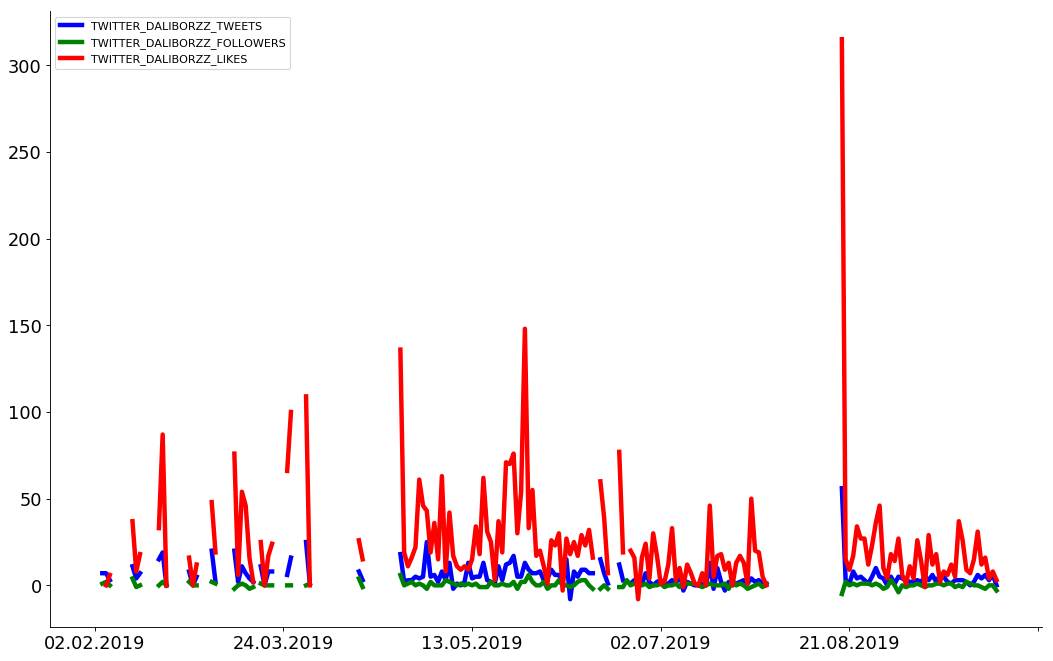 TWITTER_DALIBORZZ_TWEETS
TWITTER_DALIBORZZ_FOLLOWERS
TWITTER_DALIBORZZ_LIKES
300
250
200
150
100
50
0
02.02.2019 24.03.2019 13.05.2019 02.07.2019 21.08.2019